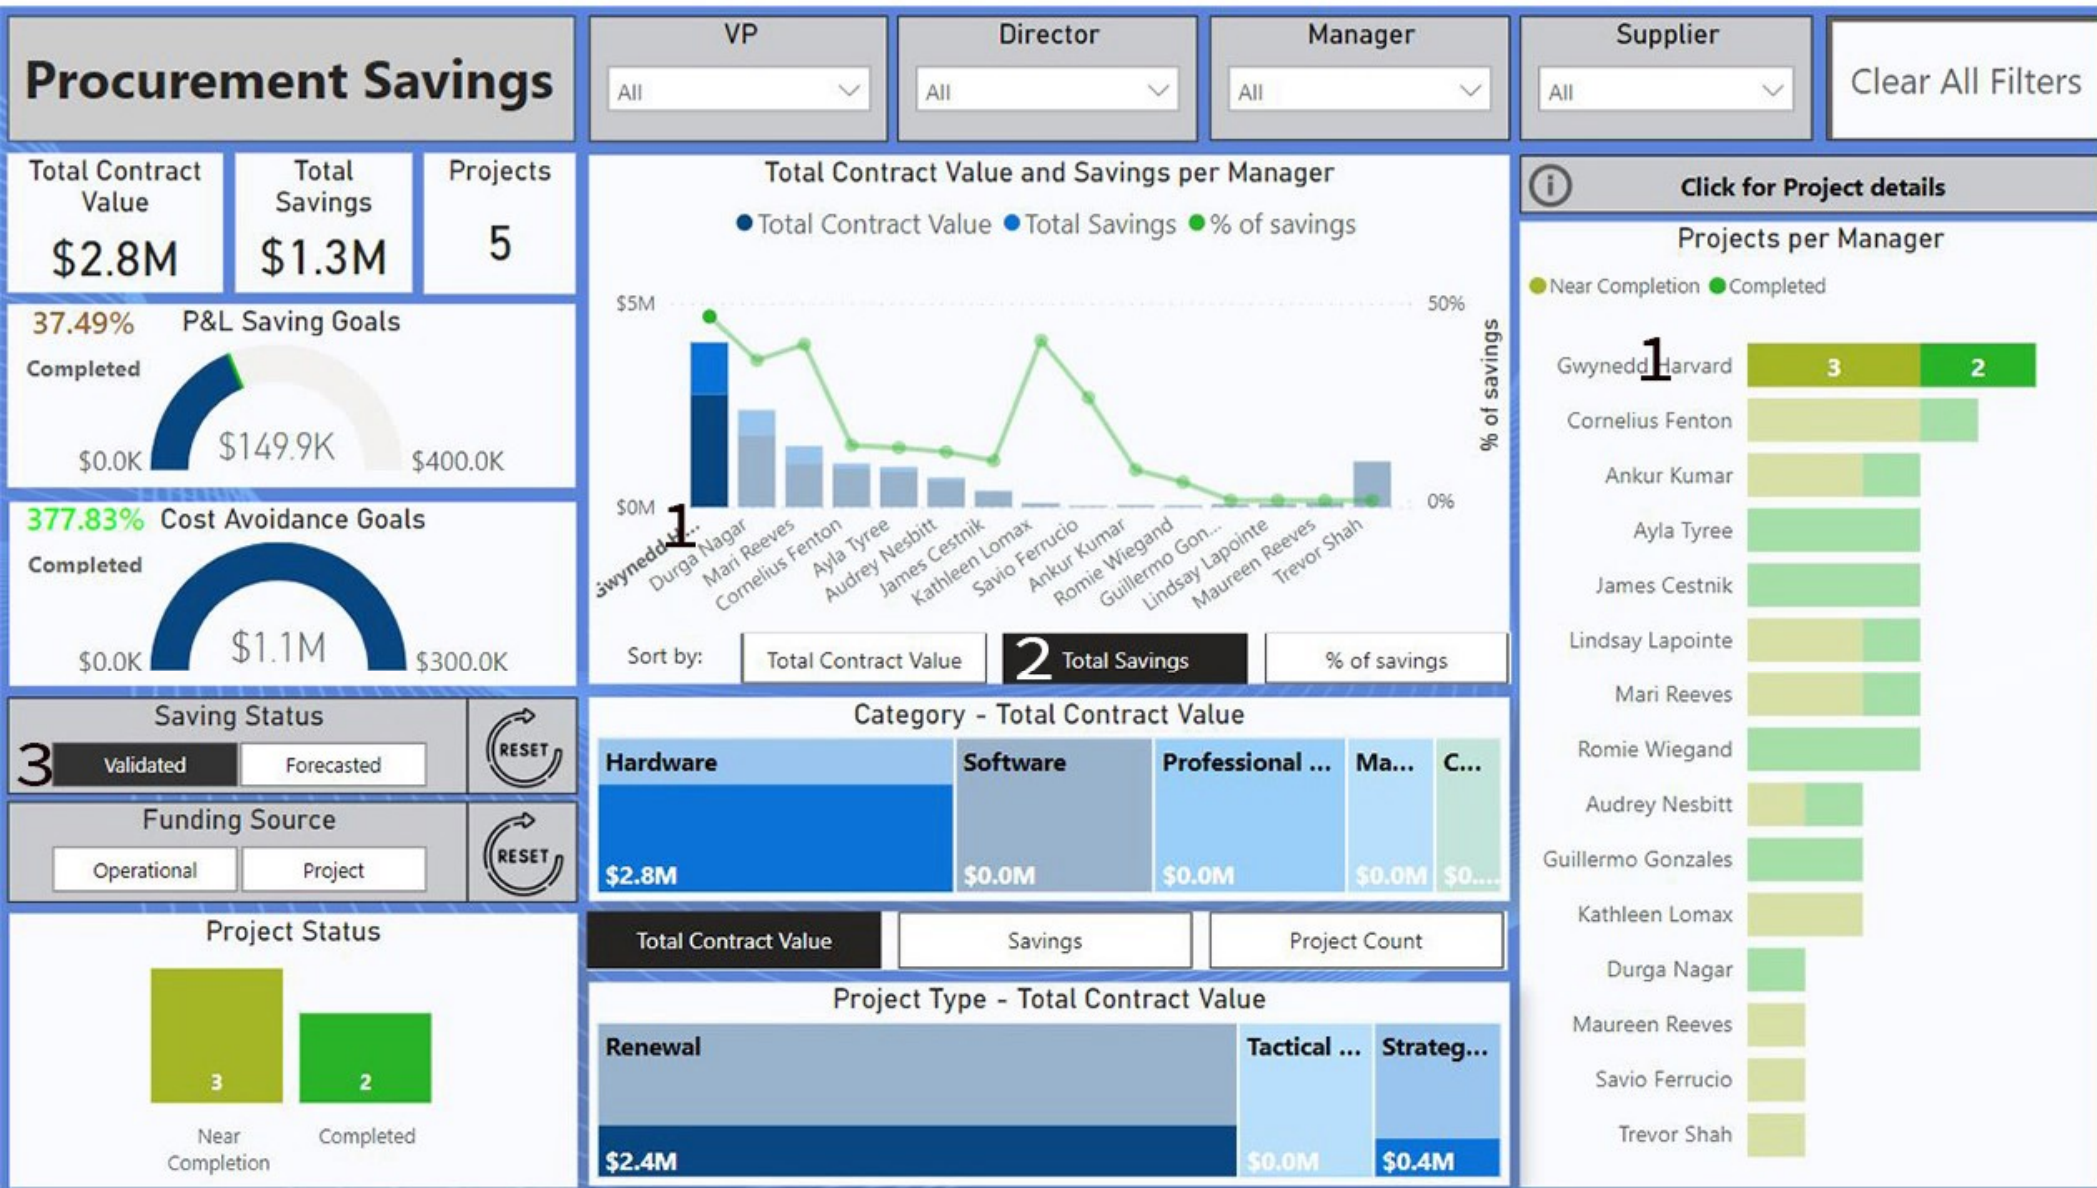 Procurement Savings
VP
All
Director
All
Manager
All
Supplier
All
Clear All Filters
Total Contract
Value
$2.8M
Total
Savings
$1.3M
Projects
5
37.49%
Completed
P&L Saving Goals
$0.0K
$149.9K
$400.0K
377.83%
Completed
Cost Avoidance Goals
$0.0K
$1.1M
$300.0K
Saving Status
3
Validated
Forecasted
RESET
Funding Source
Operational
Project
RESET
Project Status
3
2
Near
Completion
Completed
Total Contract Value and Savings per Manager
Total Contract Value
Total Savings
% of savings
$5M
$0M
50%
0%
% of savings
1
Gwynedd H...
Durga Nagar
Mari Reeves
Cornelius Fenton
Ayla Tyree
Audrey Nesbitt
James Cestnik
Kathleen Lomax
Savio Ferrucio
Ankur Kumar
Romie Wiegand
Guillermo Gon...
Lindsay Lapointe
Maureen Reeves
Trevor Shah
Sort by:
Total Contract Value
2
Total Savings
% of savings
Category - Total Contract Value
Hardware
$2.8M
Software
$0.0M
Professional ...
$0.0M
Ma...
$0.0M
C...
$0....
Total Contract Value
Savings
Project Count
Project Type - Total Contract Value
Renewal
$2.4M
Tactical ...
$0.0M
Strateg...
$0.4M
i
Click for Project details
Projects per Manager
Near Completion
Completed
1
Gwynedd Harvard
3
2
Cornelius Fenton
Ankur Kumar
Ayla Tyree
James Cestnik
Lindsay Lapointe
Mari Reeves
Romie Wiegand
Audrey Nesbitt
Guillermo Gonzales
Kathleen Lomax
Durga Nagar
Maureen Reeves
Savio Ferrucio
Trevor Shah